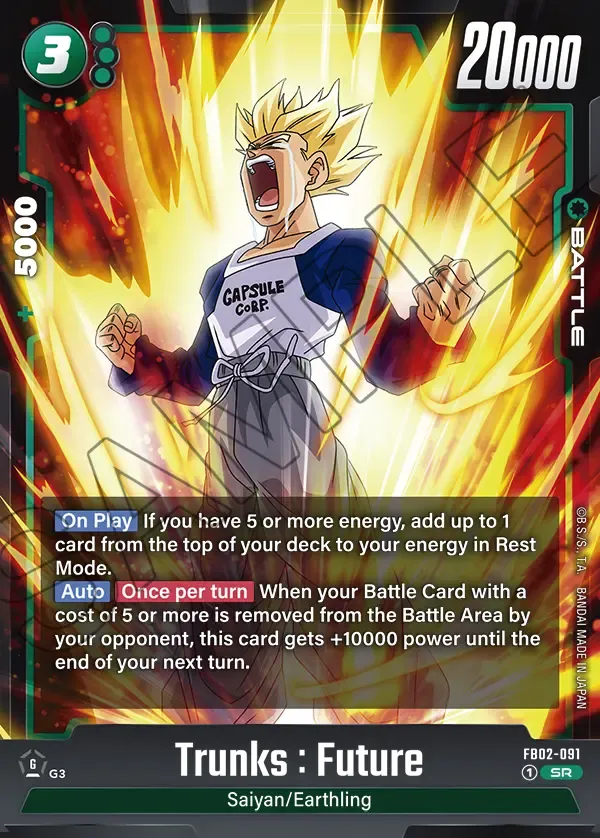 3
20000
+5000
BATTLE
CAPSULE
CORP.
SAMPLE
On Play If you have 5 or more energy, add up to 1
card from the top of your deck to your energy in Rest
Mode.
Auto Once per turn When your Battle Card with a
cost of 5 or more is removed from the Battle Area by
your opponent, this card gets +10000 power until the
end of your next turn.
©B.S./S., T.A. BANDAI MADE IN JAPAN
Trunks : Future
FB02-091
G G3
1 SR
Saiyan/Earthling